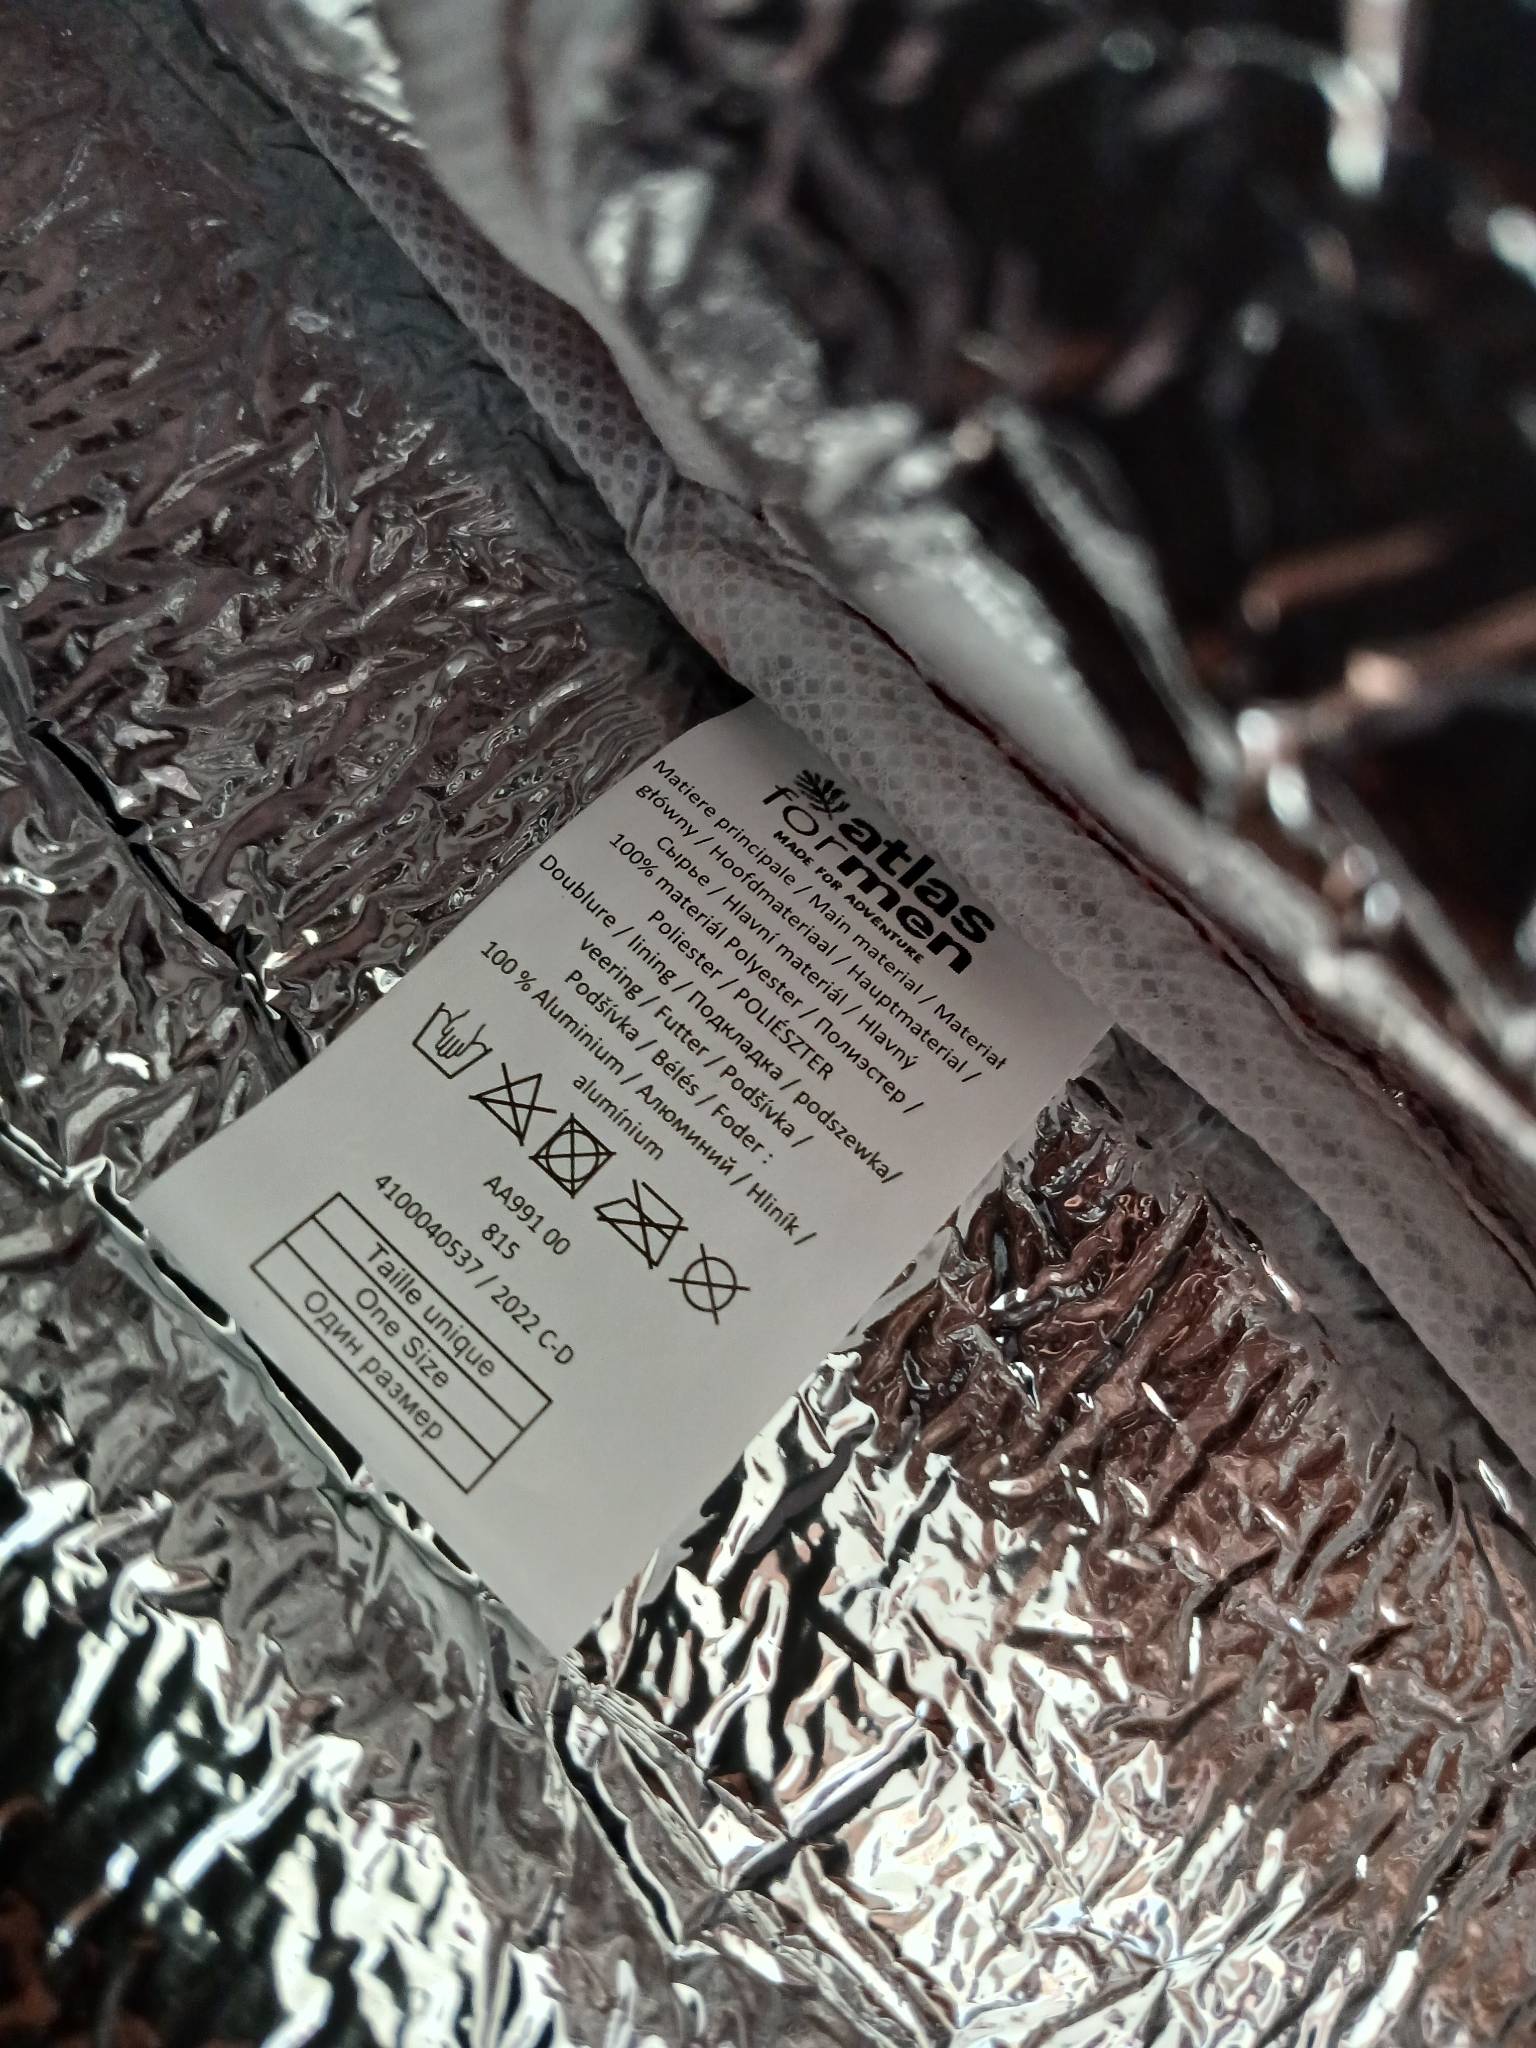 atlas
for men
MADE FOR ADVENTURE
Matiere principale / Main material / Materiał
główny / Hoofdmateriaal / Hauptmaterial /
Сырье / Hlavní materiál / Hlavný
100% materiál Polyester / Полиэстер /
Poliester / POLIÉSZTER
Doublure / lining / Подкладка / podszewka/
veering / Futter / Podšívka /
Podšívka / Bélés / Foder :
100 % Aluminium / Алюминий / Hliník /
alumínium
AA991 00
815
4100040537 / 2022 C-D
Taille unique
One Size
Один размер